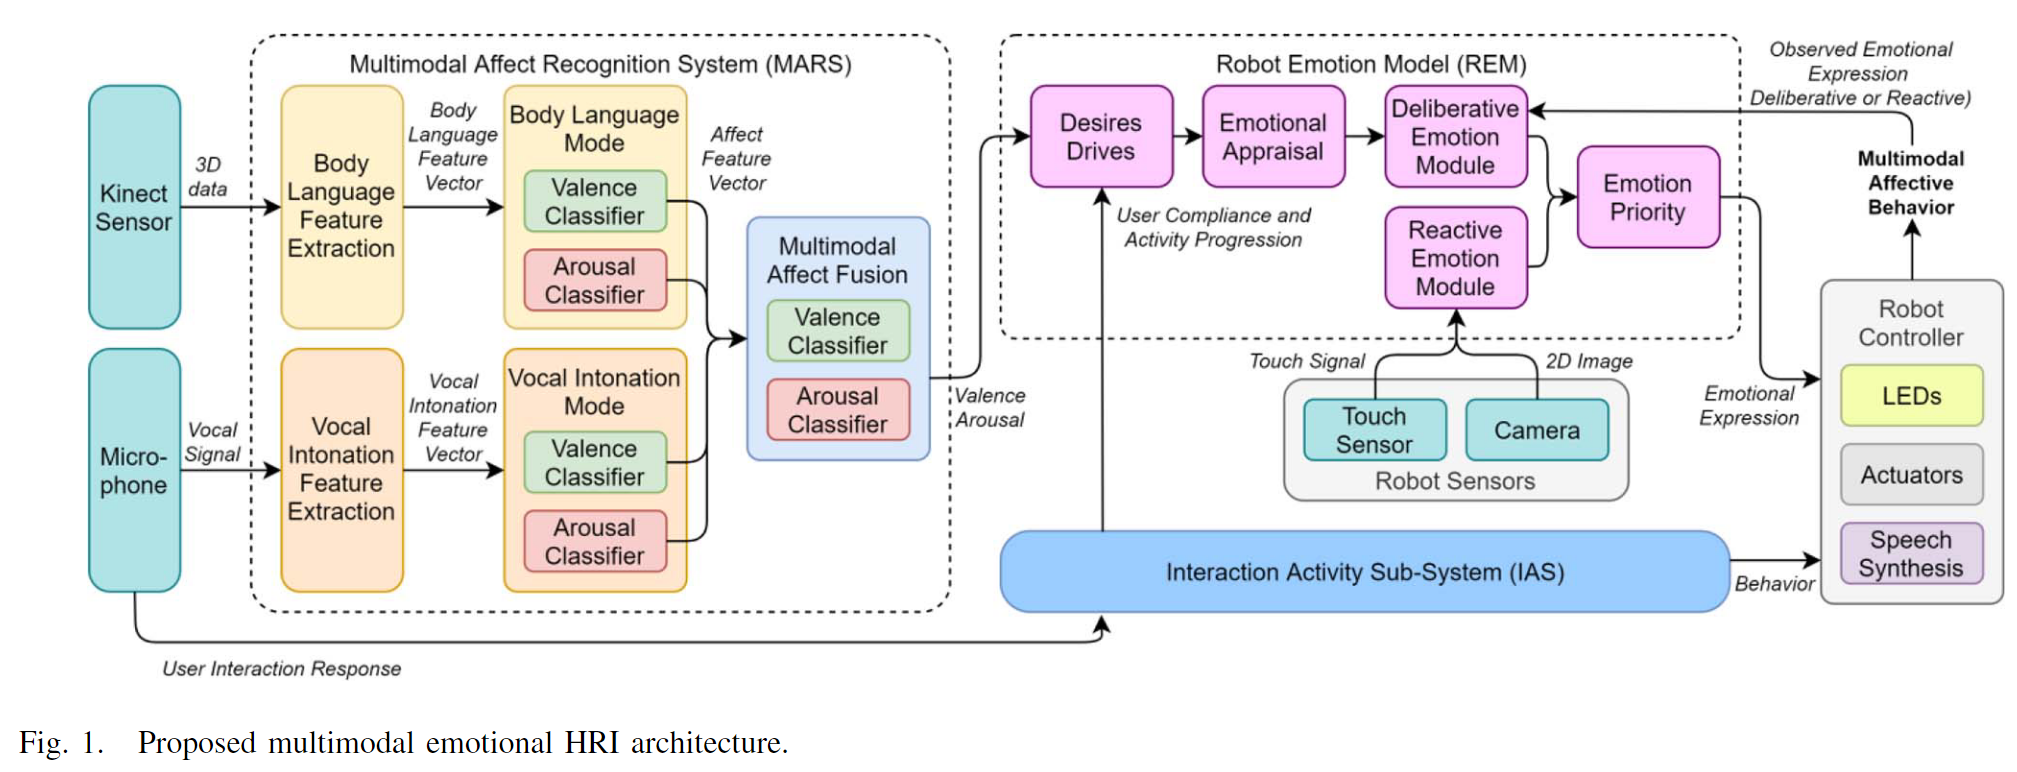 Multimodal Affect Recognition System (MARS)
Kinect
Sensor
3D
data
Body
Language
Feature
Extraction
Body
Language
Feature
Vector
Body Language
Mode
Valence
Classifier
Arousal
Classifier
Affect
Feature
Vector
Micro-
phone
Vocal
Signal
Vocal
Intonation
Feature
Extraction
Vocal
Intonation
Feature
Vector
Vocal Intonation
Mode
Valence
Classifier
Arousal
Classifier
Multimodal
Affect Fusion
Valence
Classifier
Arousal
Classifier
Valence
Arousal
User Interaction Response
Robot Emotion Model (REM)
Desires
Drives
Emotional
Appraisal
Deliberative
Emotion
Module
Reactive
Emotion
Module
Emotion
Priority
User Compliance and
Activity Progression
Touch Signal
2D Image
Touch
Sensor
Camera
Robot Sensors
Interaction Activity Sub-System (IAS)
Observed Emotional
Expression
Deliberative or Reactive)
Multimodal
Affective
Behavior
Emotional
Expression
Behavior
Robot
Controller
LEDs
Actuators
Speech
Synthesis
Fig. 1. Proposed multimodal emotional HRI architecture.